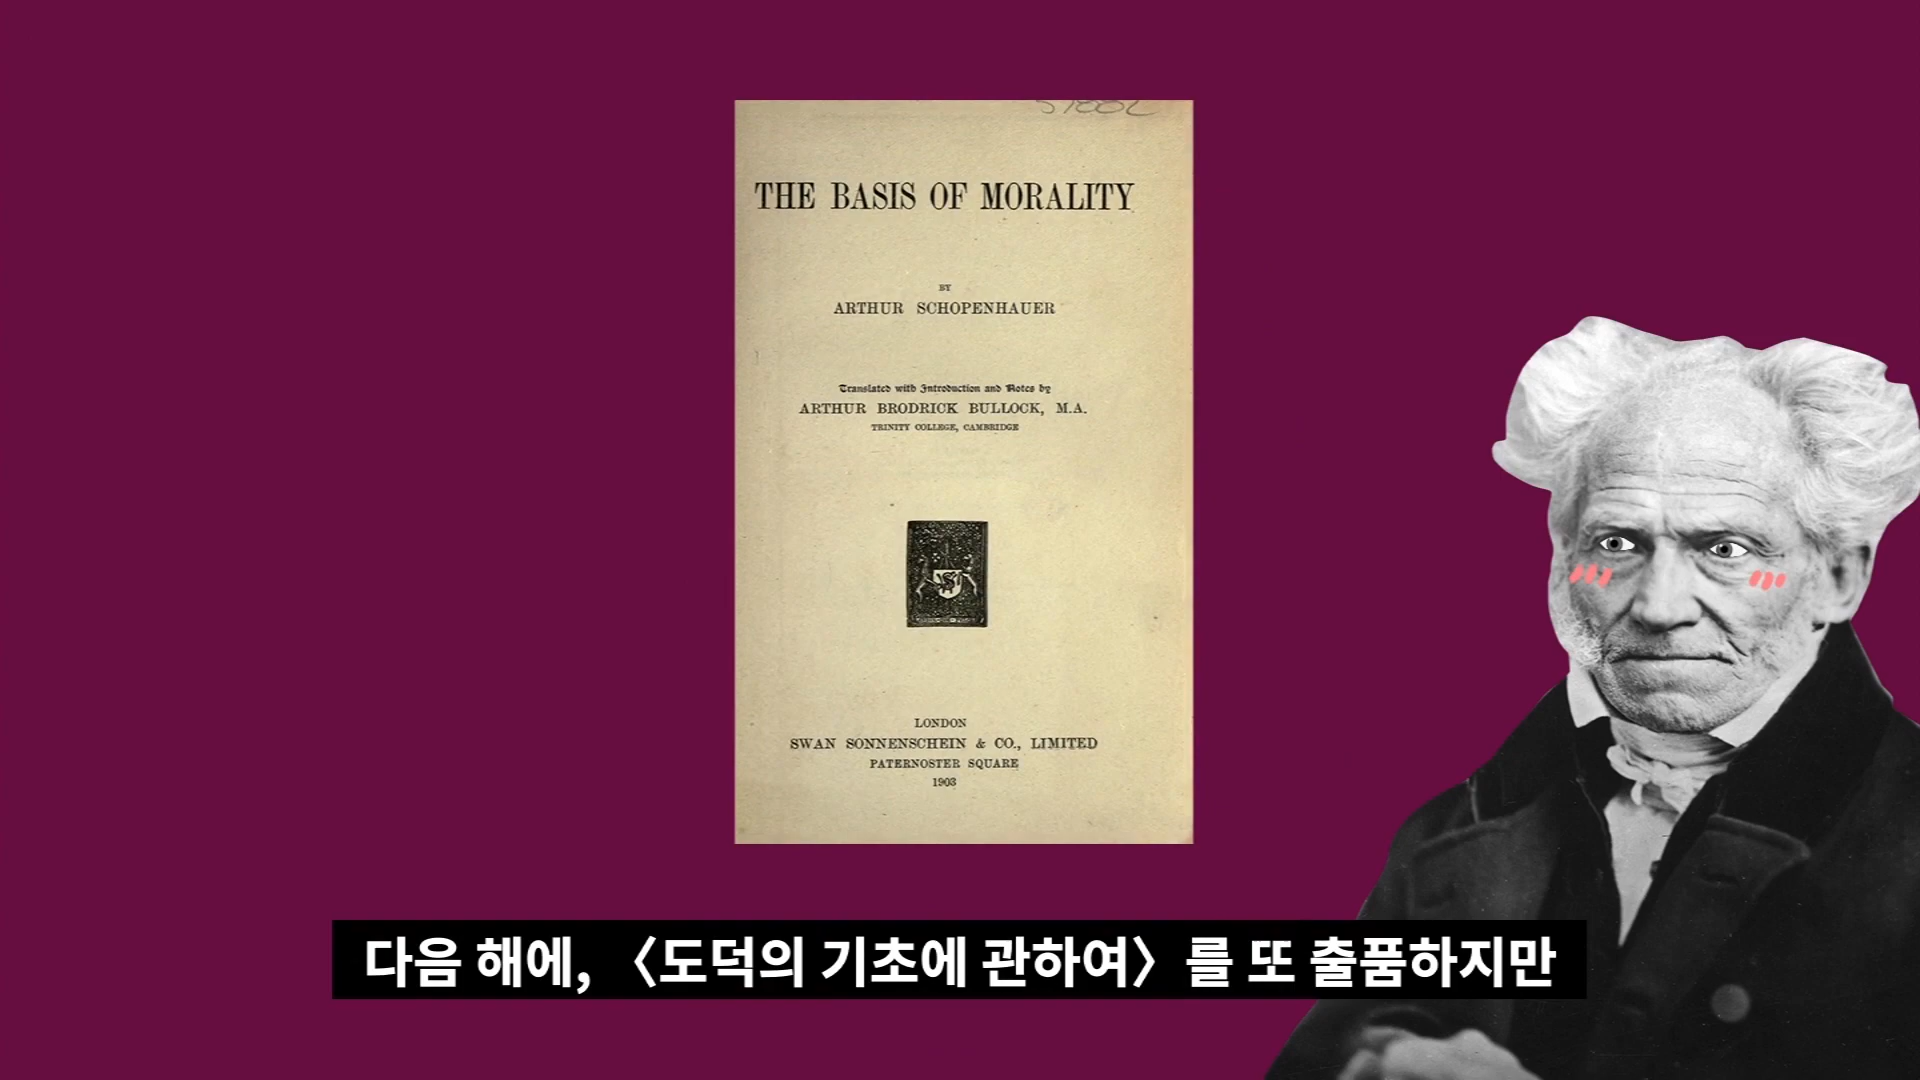 THE BASIS OF MORALITY
BY
ARTHUR SCHOPENHAUER
Translated with Introduction and Notes by
ARTHUR BRODRICK BULLOCK, M.A.
TRINITY COLLEGE, CAMBRIDGE
LONDON
SWAN SONNENSCHEIN & CO., LIMITED
PATERNOSTER SQUARE
1903
다음 해에, 〈도덕의 기초에 관하여〉를 또 출품하지만